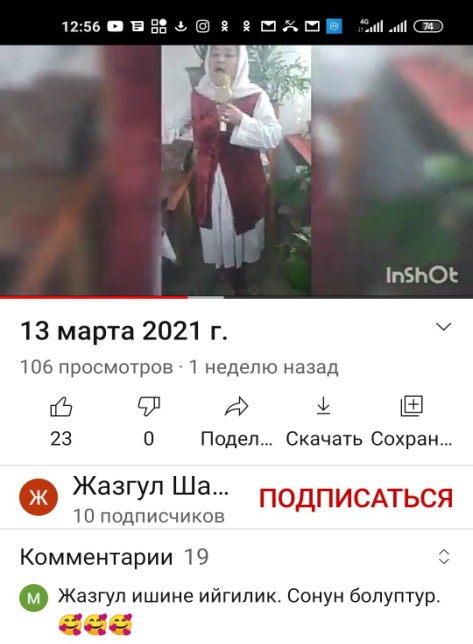 12:56 4G 74
InShOt
13 марта 2021 г.
106 просмотров · 1 неделю назад
23 0 Подел... Скачать Сохран...
Ж Жазгул Ша... ПОДПИСАТЬСЯ
10 подписчиков
Комментарии 19
М Жазгул ишине ийгилик. Сонун болуптур.
🥰🥰🥰